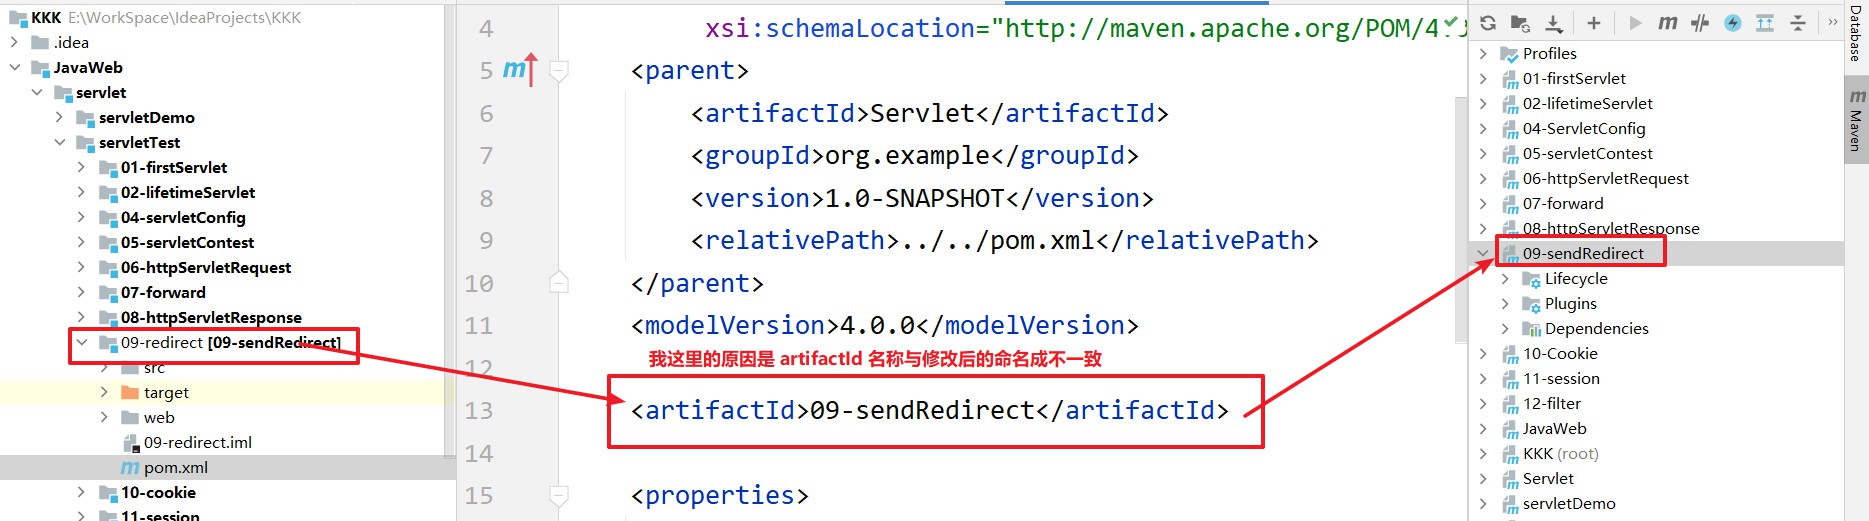 KKK E:\WorkSpace\IdeaProjects\KKK
.idea
JavaWeb
servlet
servletDemo
servletTest
01-firstServlet
02-lifetimeServlet
04-servletConfig
05-servletContest
06-httpServletRequest
07-forward
08-httpServletResponse
09-redirect [09-sendRedirect]
src
target
web
09-redirect.iml
pom.xml
10-cookie
11-session
4 xsi:schemaLocation="http://maven.apache.org/POM/4
5 <parent>
6 <artifactId>Servlet</artifactId>
7 <groupId>org.example</groupId>
8 <version>1.0-SNAPSHOT</version>
9 <relativePath>../../pom.xml</relativePath>
10 </parent>
11 <modelVersion>4.0.0</modelVersion>
12 我这里的原因是 artifactId 名称与修改后的命名成不一致
13 <artifactId>09-sendRedirect</artifactId>
14
15 <properties>
Profiles
01-firstServlet
02-lifetimeServlet
04-ServletConfig
05-servletContest
06-httpServletRequest
07-forward
08-httpServletResponse
09-sendRedirect
Lifecycle
Plugins
Dependencies
10-Cookie
11-session
12-filter
JavaWeb
KKK (root)
Servlet
servletDemo
Database
Maven